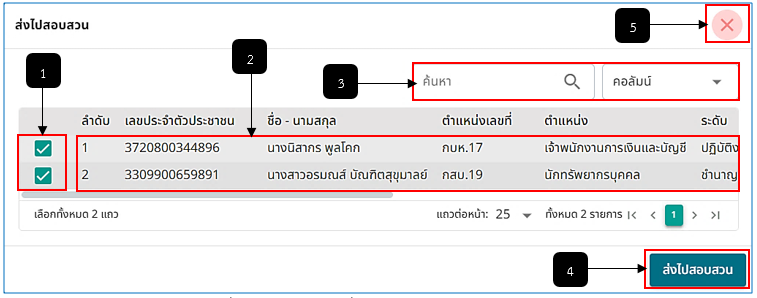 ส่งไปสอบสวน
5
1
2
3
ค้นหา
คอลัมน์
ลำดับ เลขประจำตัวประชาชน ชื่อ - นามสกุล ตำแหน่งเลขที่ ตำแหน่ง ระดับ
1 3720800344896 นางนิสากร พูลโคก กบห.17 เจ้าพนักงานการเงินและบัญชี ปฏิบัติง
2 3309900659891 นางสาวอรมณส์ บัณฑิตสุขุมาลย์ กสบ.19 นักทรัพยากรบุคคล ชำนาญ
เลือกทั้งหมด 2 แถว แถวต่อหน้า: 25 ทั้งหมด 2 รายการ 1
4
ส่งไปสอบสวน